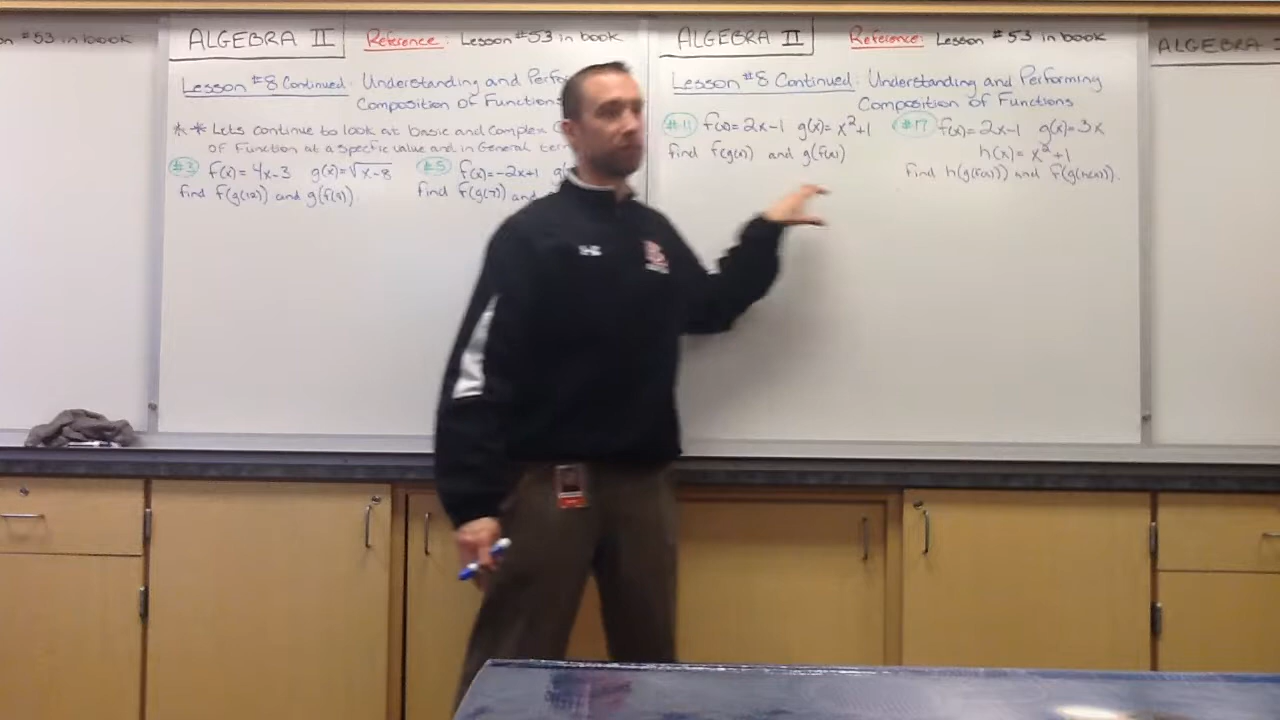 n #53 in book
ALGEBRA II Reference: Lesson #53 in book
Lesson #8 Continued: Understanding and Perfo
Composition of Functions
** Lets continue to look at basic and Complex C
of Function at a specific value and in General ter
#2 f(x)=4x-3 g(x)=√x-8
find f(g(12)) and g(f(9))
#5 f(x)=-2x+1 g
find f(g(7)) and
ALGEBRA II Reference: Lesson #53 in book
Lesson #8 Continued: Understanding and Performing
Composition of Functions
#11 f(x)=2x-1 g(x)=x²+1
find f(g(x)) and g(f(x))
#17 f(x)=2x-1 g(x)=3x
h(x)=x²+1
find h(g(f(x))) and f(g(h(x))).
ALGEBRA I